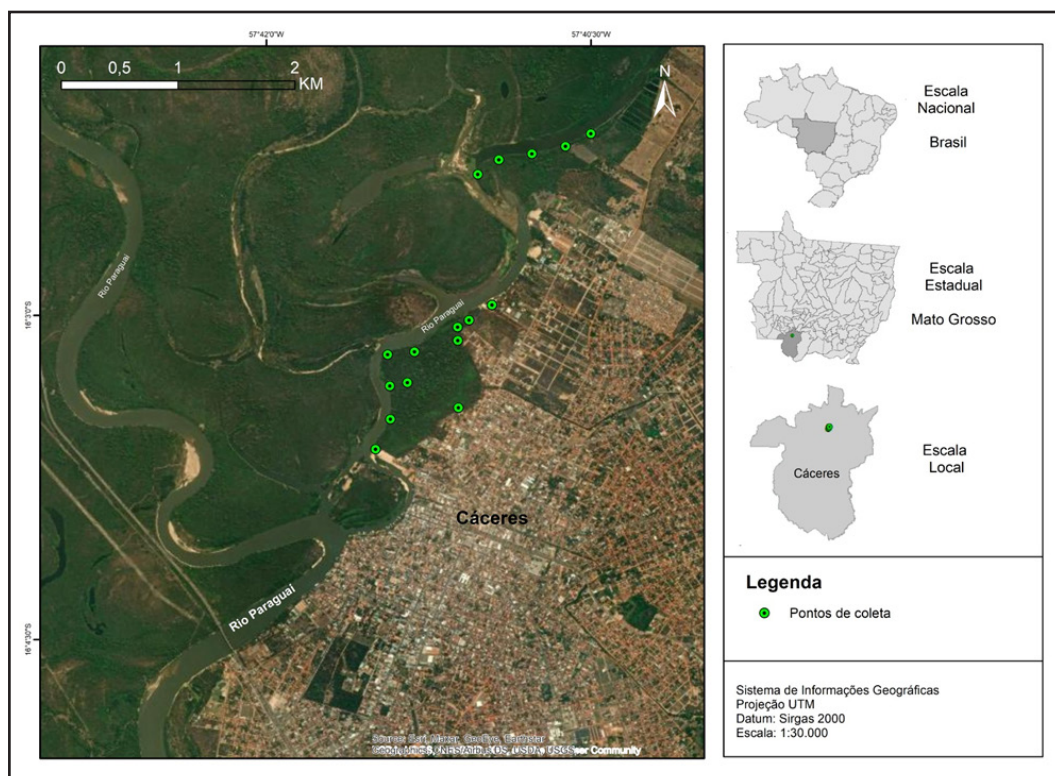 57°42'0"W
57°40'30"W
0 0,5 1 2
KM
N
16°3'0"S
16°4'30"S
Rio Paraguai
Rio Paraguai
Cáceres
Rio Paraguai
User Community
Escala
Nacional
Brasil
Escala
Estadual
Mato Grosso
Escala
Local
Cáceres
Legenda
Pontos de coleta
Sistema de Informações Geográficas
Projeção UTM
Datum: Sirgas 2000
Escala: 1:30.000